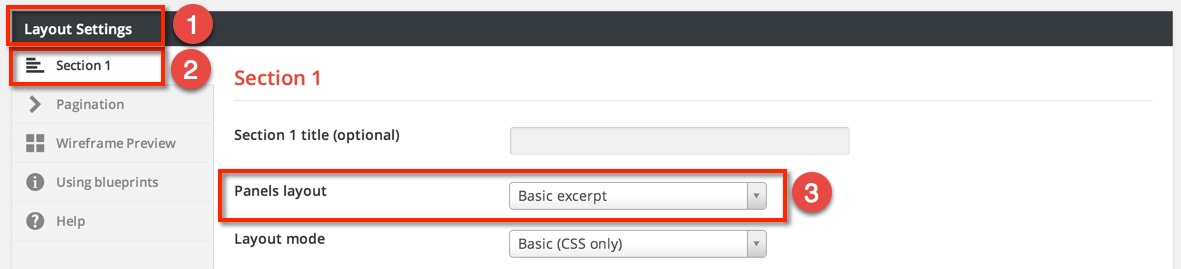 Layout Settings
1
Section 1
2
Pagination
Wireframe Preview
Using blueprints
Help
Section 1
Section 1 title (optional)
Panels layout
Basic excerpt
3
Layout mode
Basic (CSS only)